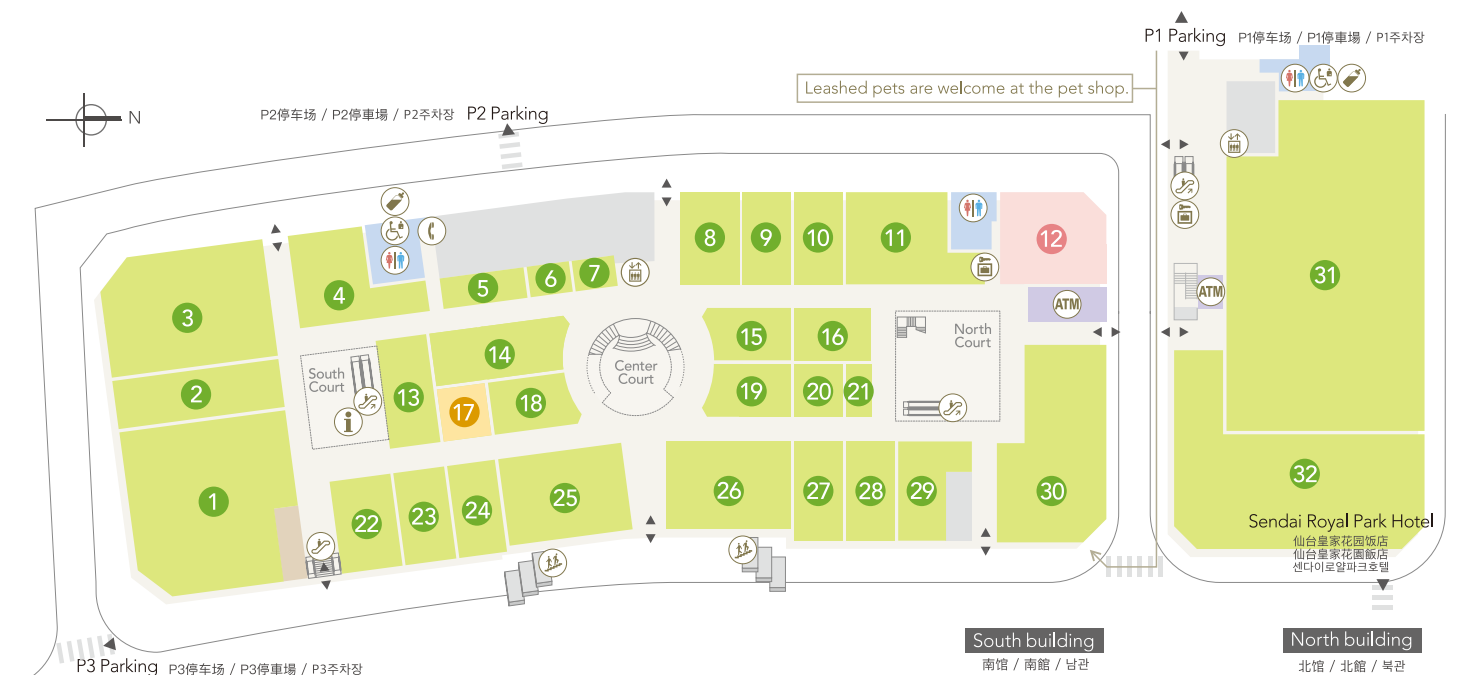 P1 Parking P1停车场 / P1停車場 / P1주차장
Leashed pets are welcome at the pet shop.
N
P2停车场 / P2停車場 / P2주차장 P2 Parking
8
9
10
11
12
3
4
5
6
7
31
ATM
ATM
2
South
Court
13
14
17
18
Center
Court
15
16
19
20
21
North
Court
1
22
23
24
25
26
27
28
29
30
32
Sendai Royal Park Hotel
仙台皇家花园饭店
仙台皇家花園飯店
센다이로얄파크호텔
South building
南馆 / 南館 / 남관
North building
北馆 / 北館 / 북관
P3 Parking P3停车场 / P3停車場 / P3주차장